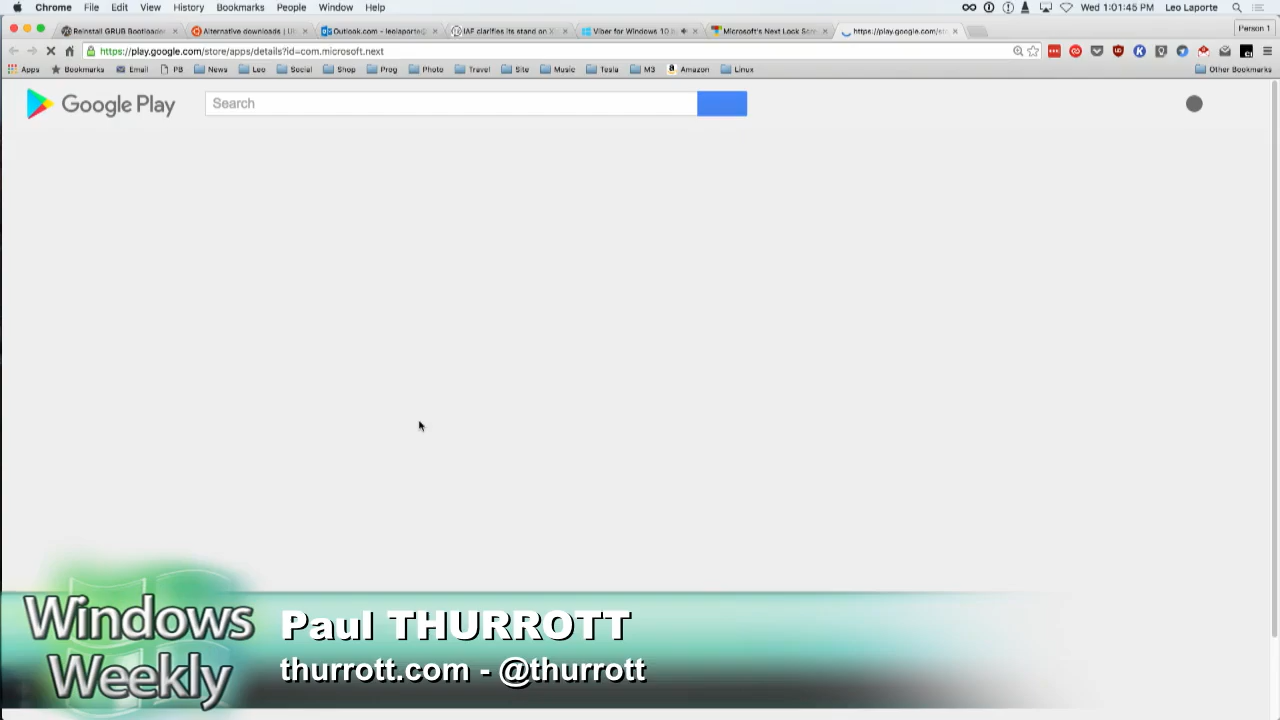 Chrome File Edit View History Bookmarks People Window Help Wed 1:01:45 PM Leo Laporte
Reinstall GRUB Bootloader Alternative downloads | U Outlook.com - leolaporte@ IAF clarifies its stand on X Viber for Windows 10 Microsoft's Next Lock Scr https://play.google.com/st Person 1
https://play.google.com/store/apps/details?id=com.microsoft.next
Apps Bookmarks Email PB News Leo Social Shop Prog Photo Travel Site Music Tesla M3 Amazon Linux Other Bookmarks
Google Play Search
Windows Weekly
Paul THURROTT
thurrott.com - @thurrott